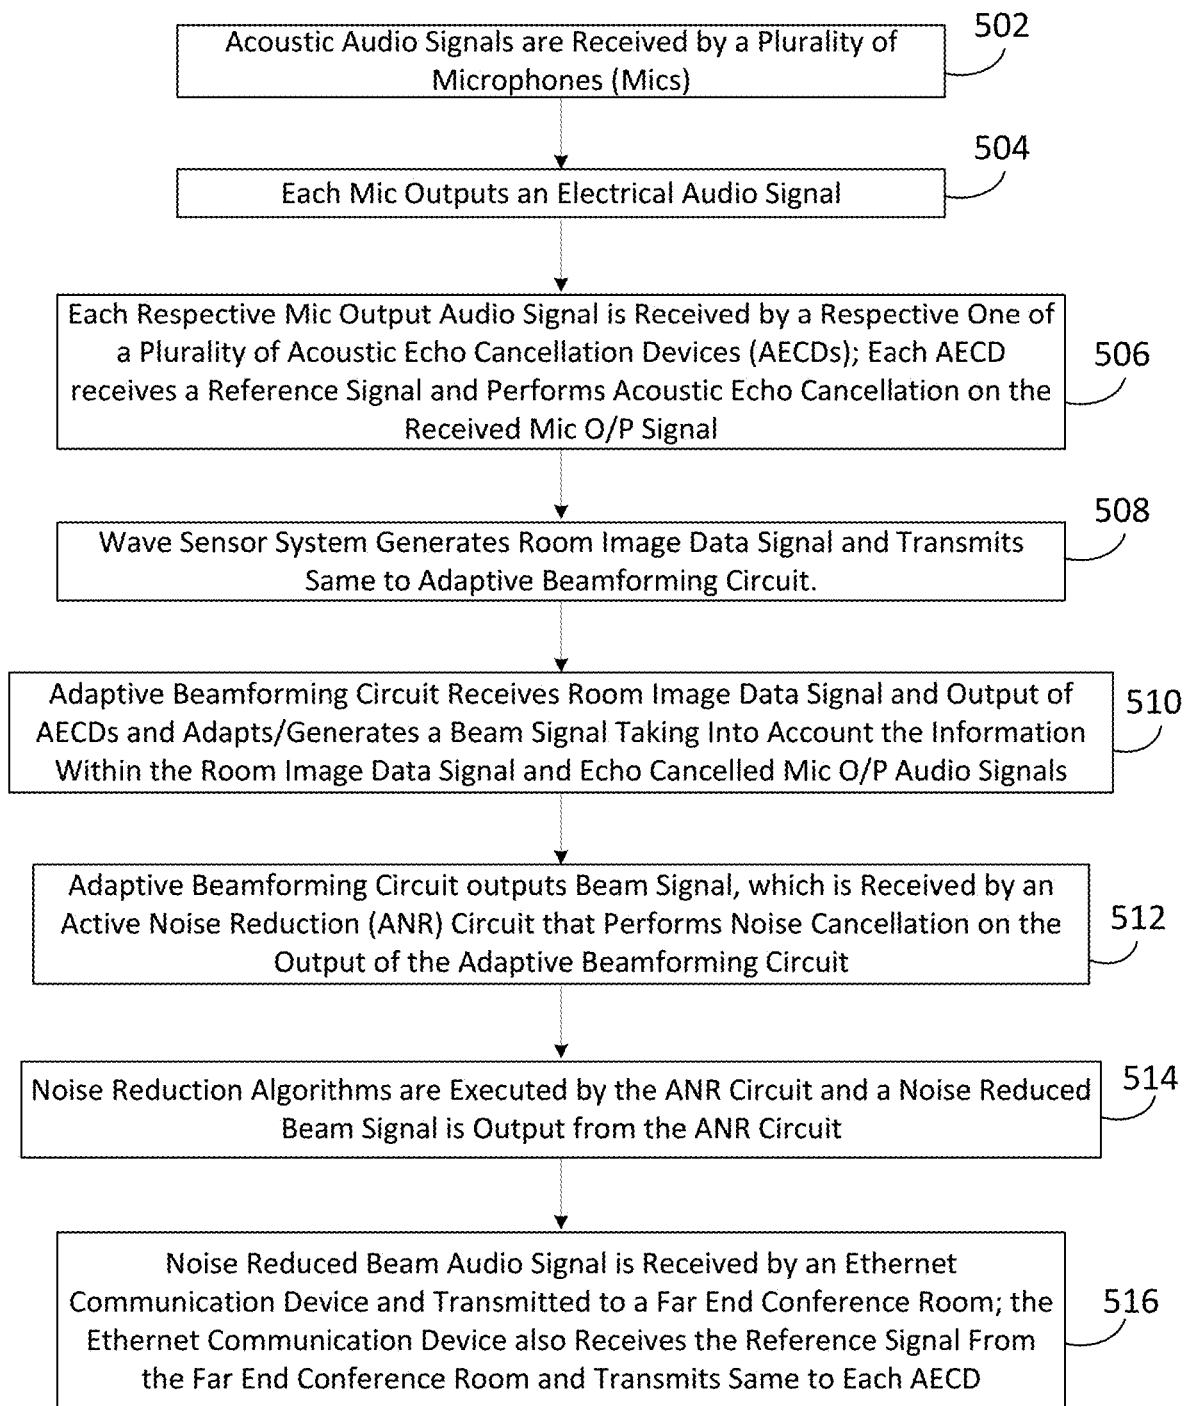 Acoustic Audio Signals are Received by a Plurality of
Microphones (Mics)
502
Each Mic Outputs an Electrical Audio Signal
504
Each Respective Mic Output Audio Signal is Received by a Respective One of
a Plurality of Acoustic Echo Cancellation Devices (AECDs); Each AECD
receives a Reference Signal and Performs Acoustic Echo Cancellation on the
Received Mic O/P Signal
506
Wave Sensor System Generates Room Image Data Signal and Transmits
Same to Adaptive Beamforming Circuit.
508
Adaptive Beamforming Circuit Receives Room Image Data Signal and Output of
AECDs and Adapts/Generates a Beam Signal Taking Into Account the Information
Within the Room Image Data Signal and Echo Cancelled Mic O/P Audio Signals
510
Adaptive Beamforming Circuit outputs Beam Signal, which is Received by an
Active Noise Reduction (ANR) Circuit that Performs Noise Cancellation on the
Output of the Adaptive Beamforming Circuit
512
Noise Reduction Algorithms are Executed by the ANR Circuit and a Noise Reduced
Beam Signal is Output from the ANR Circuit
514
Noise Reduced Beam Audio Signal is Received by an Ethernet
Communication Device and Transmitted to a Far End Conference Room; the
Ethernet Communication Device also Receives the Reference Signal From
the Far End Conference Room and Transmits Same to Each AECD
516